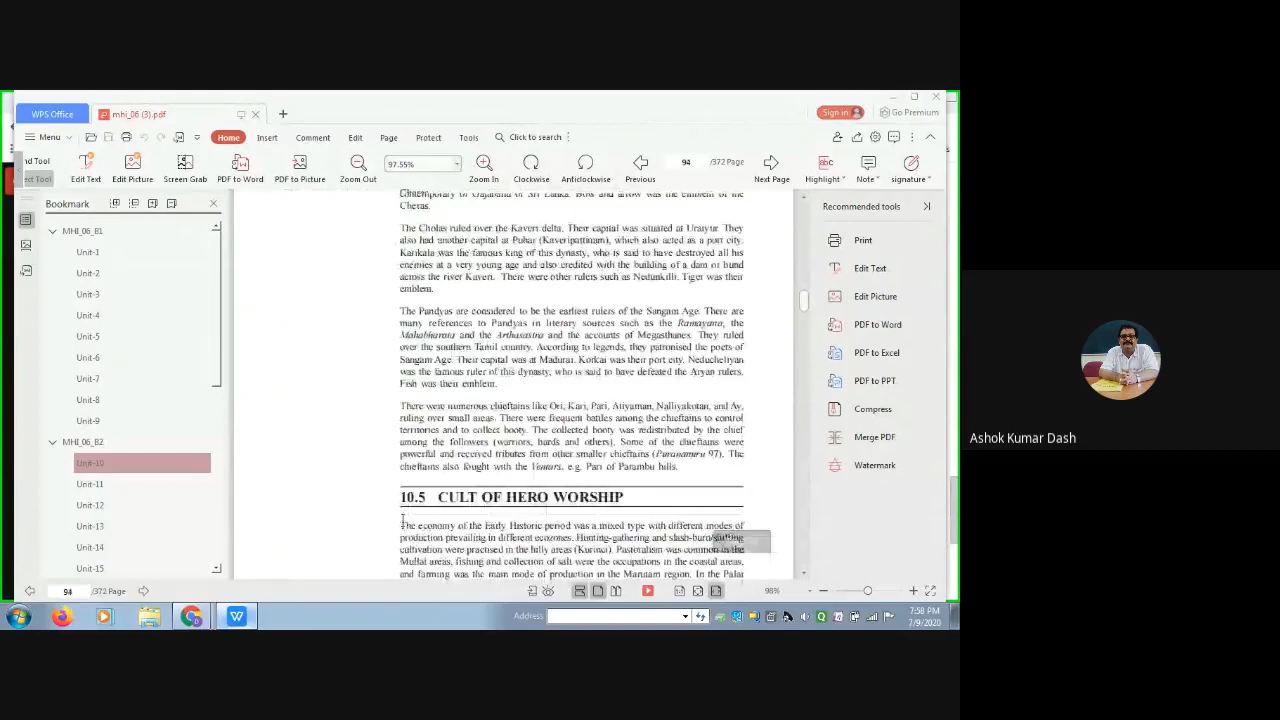 WPS Office
mhi_06 (3).pdf
Sign in
Go Premium
Menu
Home
Insert
Comment
Edit
Page
Protect
Tools
Click to search
nd Tool
ect Tool
Edit Text
Edit Picture
Screen Grab
PDF to Word
PDF to Picture
Zoom Out
97.55%
Zoom In
Clockwise
Anticlockwise
Previous
94
/372 Page
Next Page
Highlight
Note
signature
Bookmark
MHI_06_B1
Unit-1
Unit-2
Unit-3
Unit-4
Unit-5
Unit-6
Unit-7
Unit-8
Unit-9
MHI_06_B2
Unit-10
Unit-11
Unit-12
Unit-13
Unit-14
Unit-15
Contemporary of Gajabahu of Sri Lanka. Bow and arrow was the emblem of the
Cheras.
The Cholas ruled over the Kaveri delta. Their capital was situated at Uraiyur. They
also had another capital at Puhar (Kaveripattinam), which also acted as a port city.
Karikala was the famous king of this dynasty, who is said to have destroyed all his
enemies at a very young age and also credited with the building of a dam or bund
across the river Kaveri. There were other rulers such as Nedunkilli. Tiger was their
emblem.
The Pandyas are considered to be the earliest rulers of the Sangam Age. There are
many references to Pandyas in literary sources such as the Ramayana, the
Mahabharata and the Arthasastra and the accounts of Megasthanes. They ruled
over the southern Tamil country. According to legends, they patronised the poets of
Sangam Age. Their capital was at Madurai. Korkai was their port city. Neducheliyan
was the famous ruler of this dynasty, who is said to have defeated the Aryan rulers.
Fish was their emblem.
There were numerous chieftains like Ori, Kari, Pari, Atiyaman, Nalliyakotan, and Ay,
ruling over small areas. There were frequent battles among the chieftains to control
territories and to collect booty. The collected booty was redistributed by the chief
among the followers (warriors, bards and others). Some of the chieftains were
powerful and received tributes from other smaller chieftains (Purananuru 97). The
chieftains also fought with the Ventars, e.g. Pari of Parambu hills.
10.5 CULT OF HERO WORSHIP
The economy of the Early Historic period was a mixed type with different modes of
production prevailing in different ecozones. Hunting-gathering and slash-burn/shifting
cultivation were practised in the hilly areas (Kurinci). Pastoralism was common in the
Mullai areas, fishing and collection of salt were the occupations in the coastal areas,
and farming was the main mode of production in the Marutam region. In the Palai
Recommended tools
Print
Edit Text
Edit Picture
PDF to Word
PDF to Excel
PDF to PPT
Compress
Merge PDF
Watermark
94
/372 Page
98%
Address
7:58 PM
7/9/2020
Ashok Kumar Dash